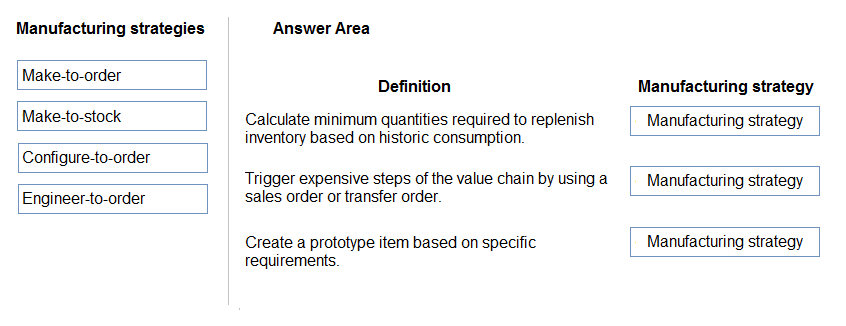 Manufacturing strategies
Answer Area
Make-to-order
Make-to-stock
Configure-to-order
Engineer-to-order
Definition
Manufacturing strategy
Calculate minimum quantities required to replenish
inventory based on historic consumption.
Manufacturing strategy
Trigger expensive steps of the value chain by using a
sales order or transfer order.
Manufacturing strategy
Create a prototype item based on specific
requirements.
Manufacturing strategy